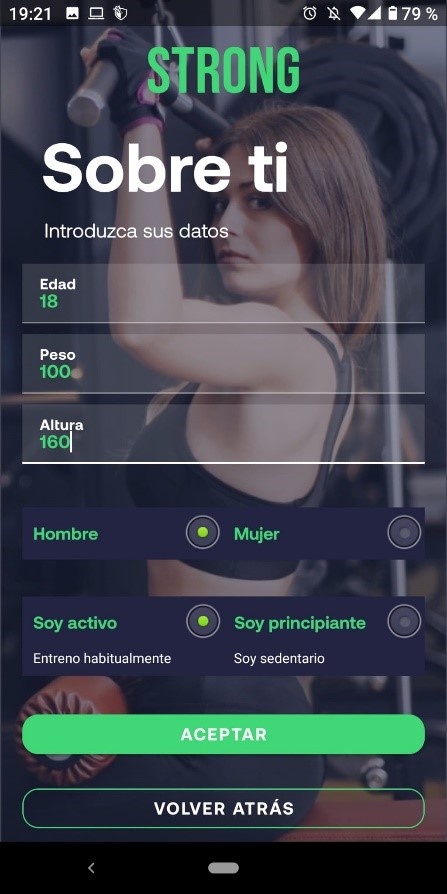 19:21
79 %
STRONG
Sobre ti
Introduzca sus datos
Edad
18
Peso
100
Altura
160
Hombre
Mujer
Soy activo
Soy principiante
Entreno habitualmente
Soy sedentario
ACEPTAR
VOLVER ATRÁS